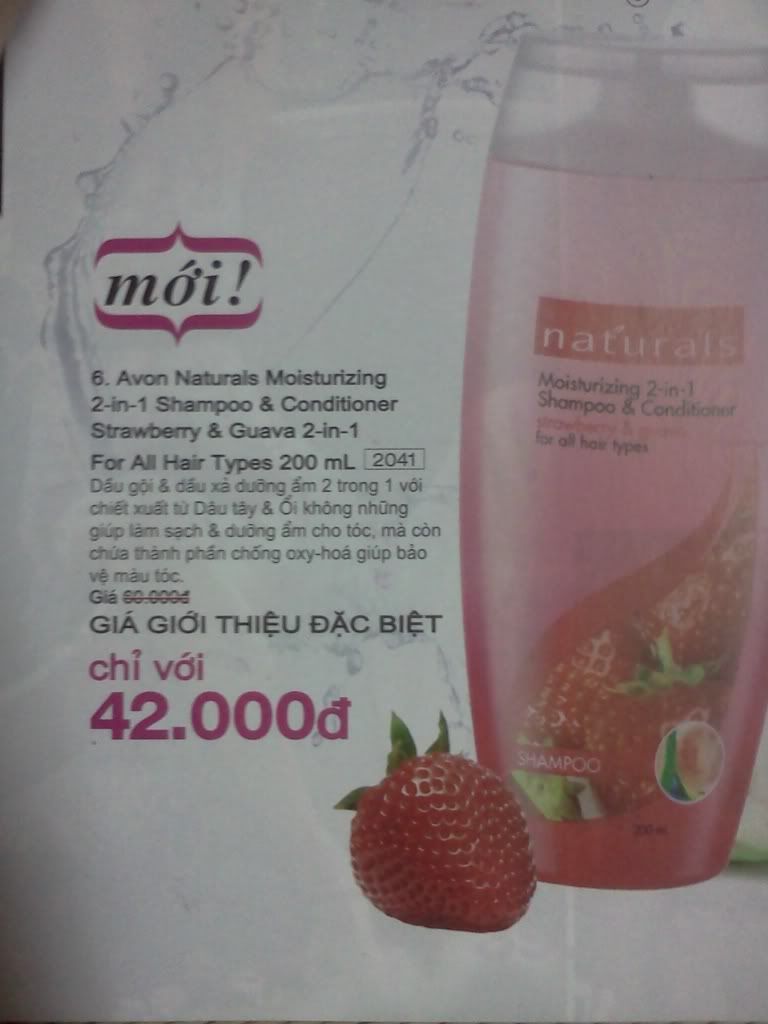 mới!
6. Avon Naturals Moisturizing
2-in-1 Shampoo & Conditioner
Strawberry & Guava 2-in-1
For All Hair Types 200 mL 2041
Dầu gội & dầu xả dưỡng ẩm 2 trong 1 với
chiết xuất từ Dâu tây & Ổi không những
giúp làm sạch & dưỡng ẩm cho tóc, mà còn
chứa thành phần chống oxy-hoá giúp bảo
vệ màu tóc.
Giá 60.000đ
GIÁ GIỚI THIỆU ĐẶC BIỆT
chỉ với
42.000đ
naturals
Moisturizing 2-in-1
Shampoo & Conditioner
strawberry & guava
for all hair types
SHAMPOO
200 mL